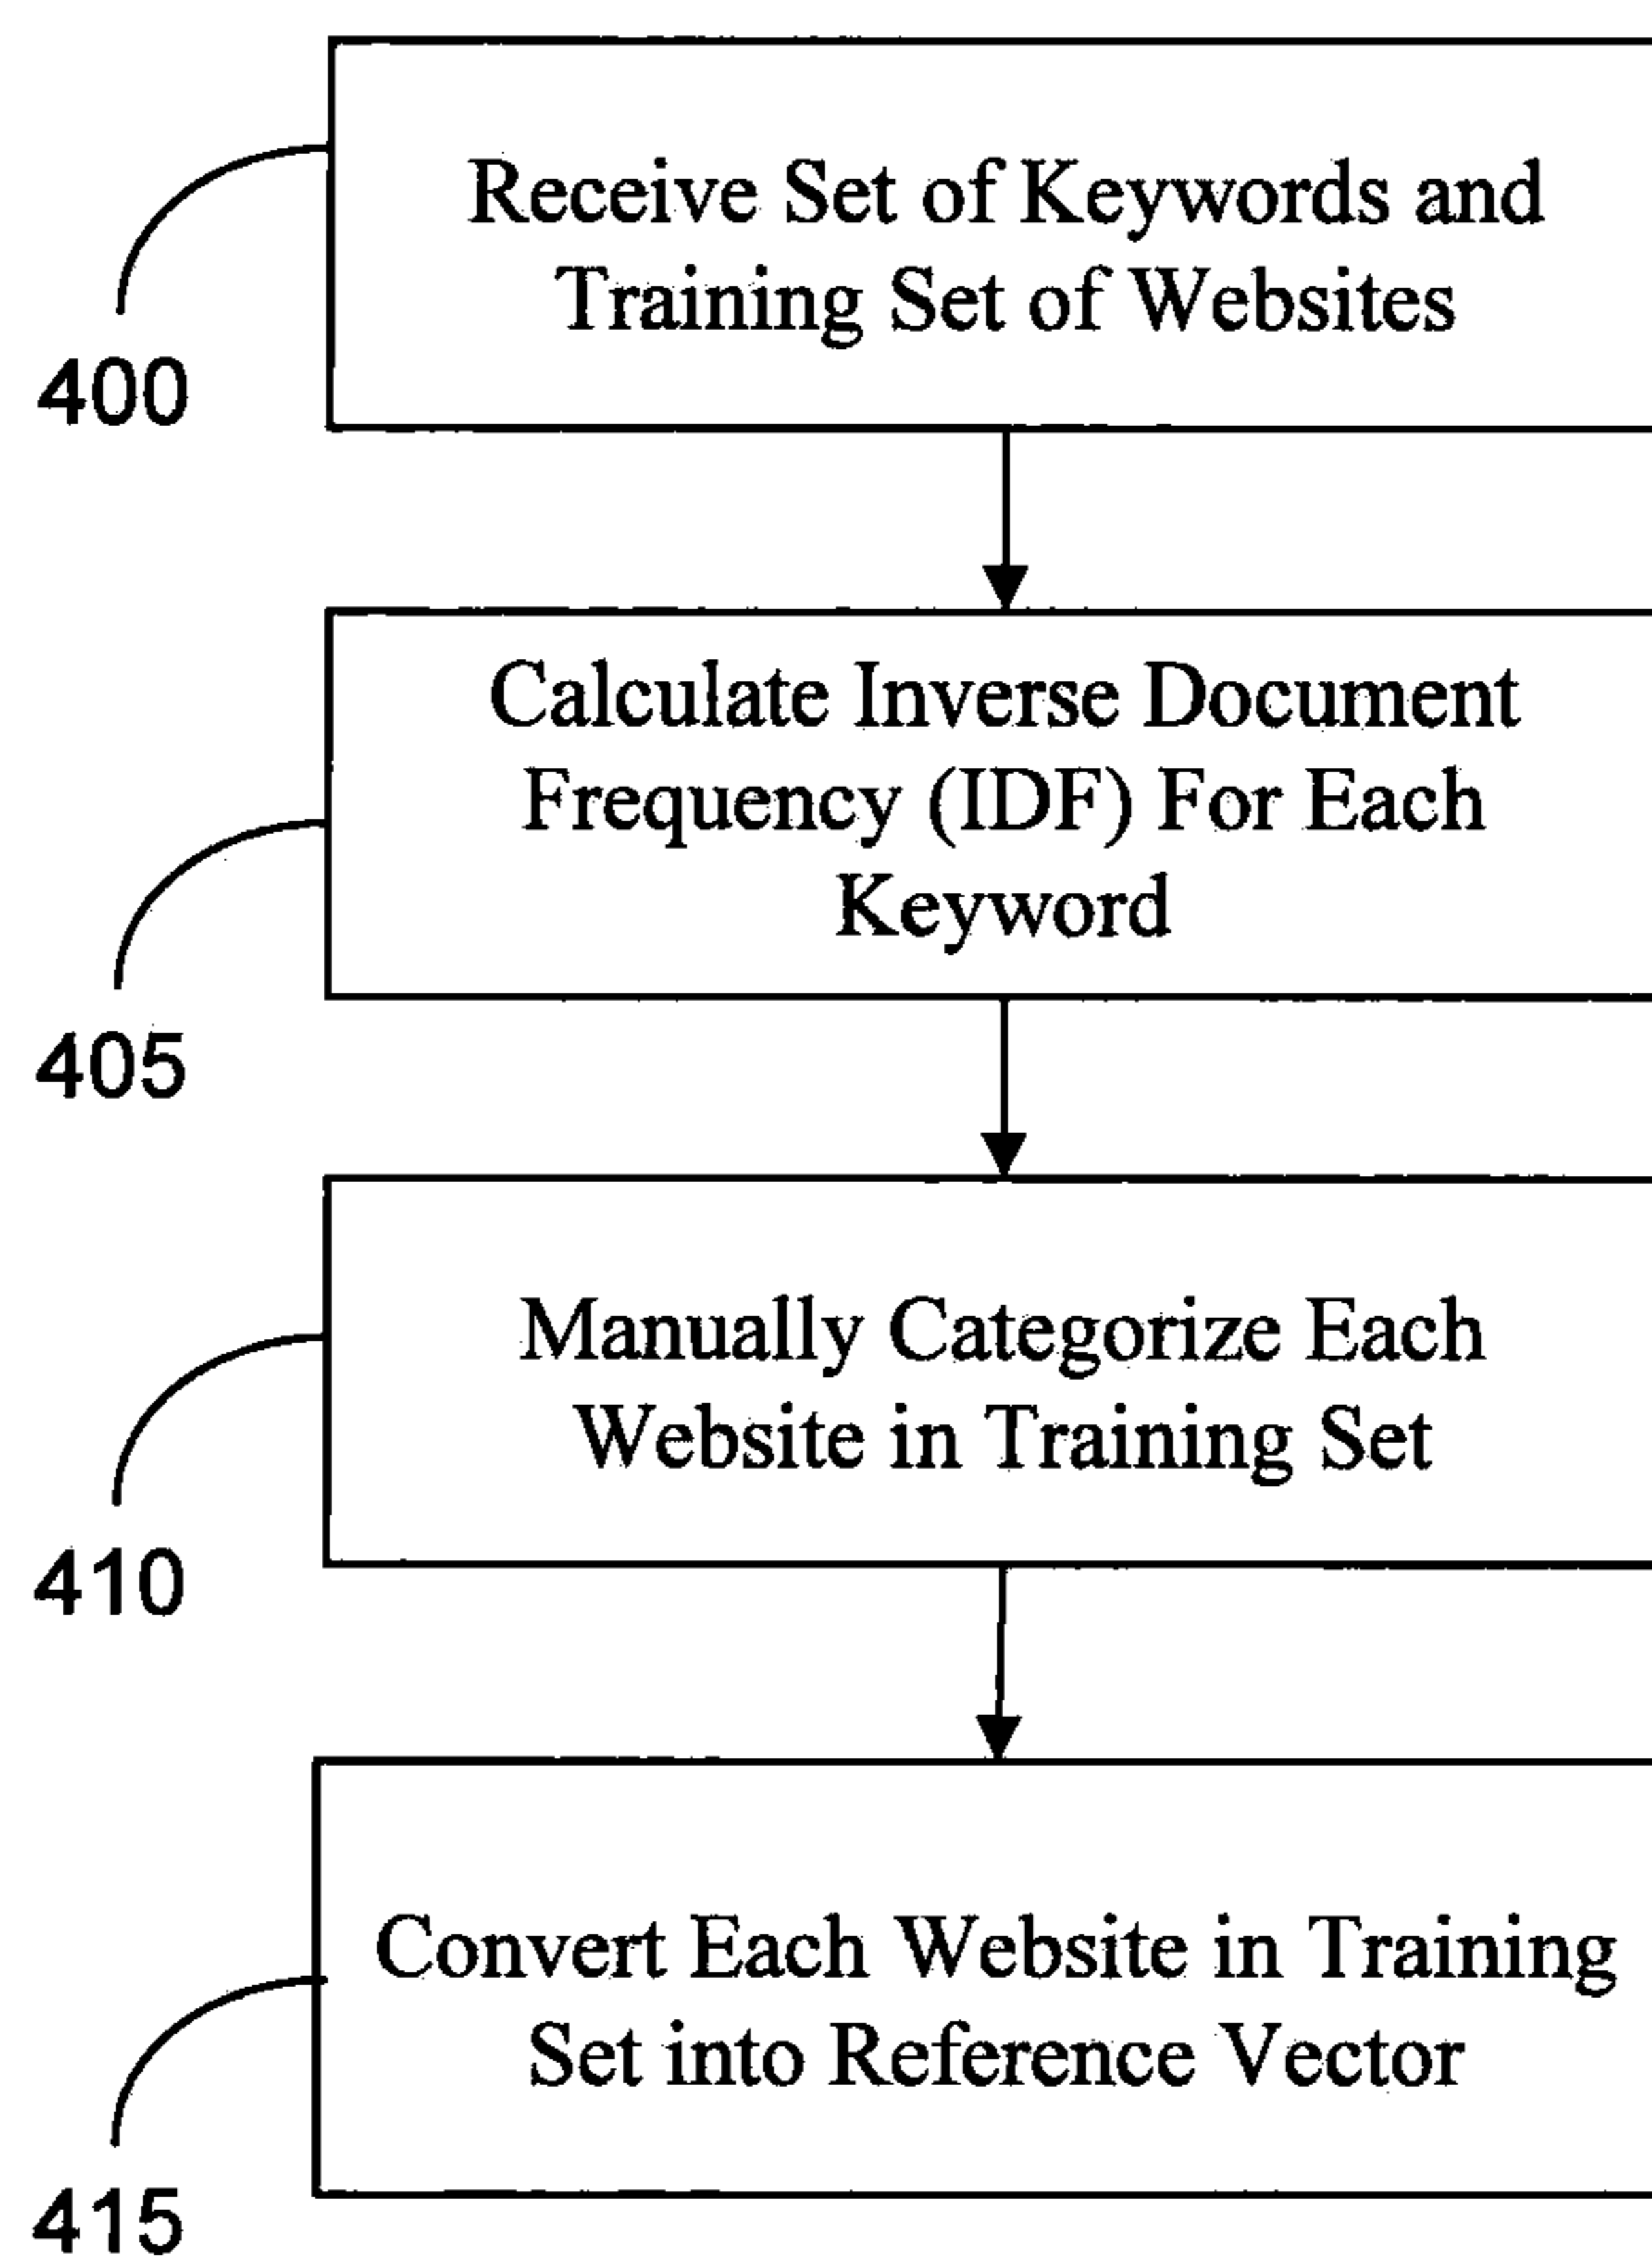 Receive Set of Keywords and
Training Set of Websites
400
Calculate Inverse Document
Frequency (IDF) For Each
Keyword
405
Manually Categorize Each
Website in Training Set
410
Convert Each Website in Training
Set into Reference Vector
415